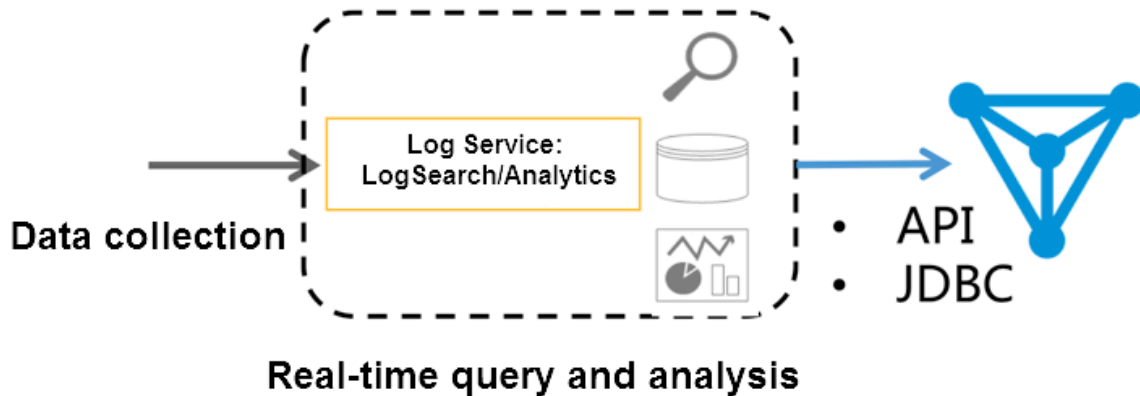 Log Service:
LogSearch/Analytics
Data collection
• API
• JDBC
Real-time query and analysis